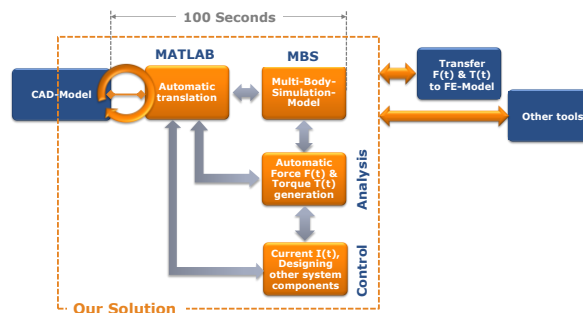 100 Seconds
MATLAB
MBS
CAD-Model
Automatic
translation
Multi-Body-
Simulation-
Model
Transfer
F(t) & T(t)
to FE-Model
Other tools
Automatic
Force F(t) &
Torque T(t)
generation
Analysis
Current I(t),
Designing
other system
components
Control
Our Solution